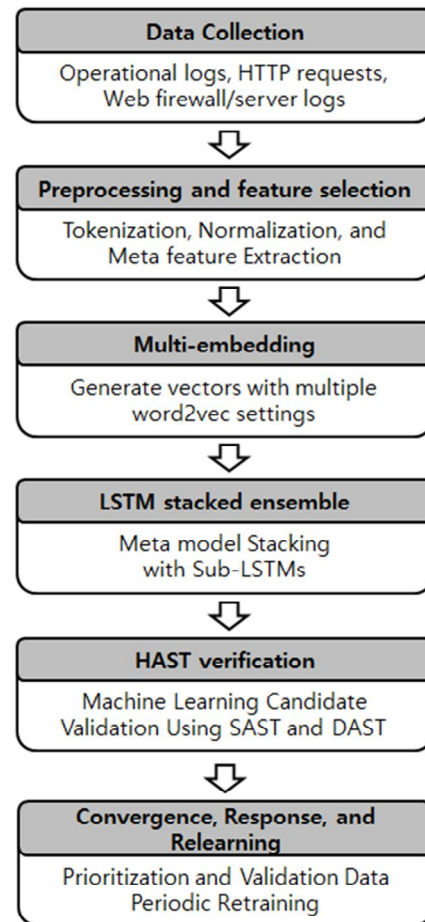 Data Collection
Operational logs, HTTP requests,
Web firewall/server logs
Preprocessing and feature selection
Tokenization, Normalization, and
Meta feature Extraction
Multi-embedding
Generate vectors with multiple
word2vec settings
LSTM stacked ensemble
Meta model Stacking
with Sub-LSTMs
HAST verification
Machine Learning Candidate
Validation Using SAST and DAST
Convergence, Response, and
Relearning
Prioritization and Validation Data
Periodic Retraining